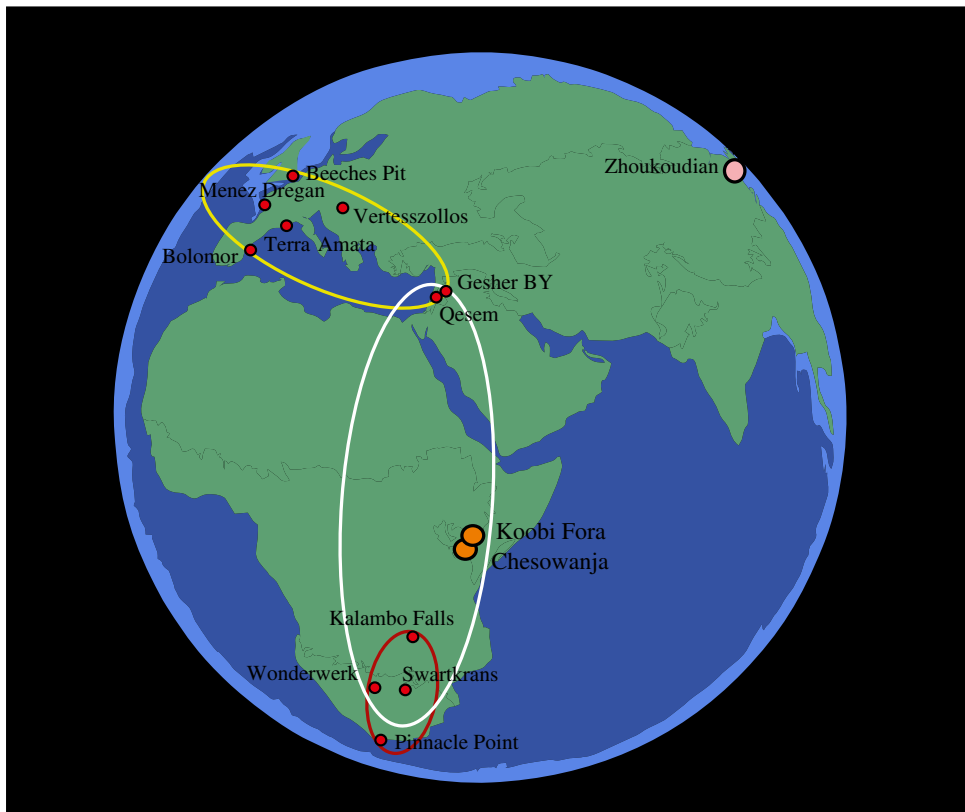 Zhoukoudian
Beeches Pit
Menez Dregan
Vertesszollos
Terra Amata
Bolomor
Gesher BY
Qesem
Koobi Fora
Chesowanja
Kalambo Falls
Wonderwerk
Swartkrans
Pinnacle Point